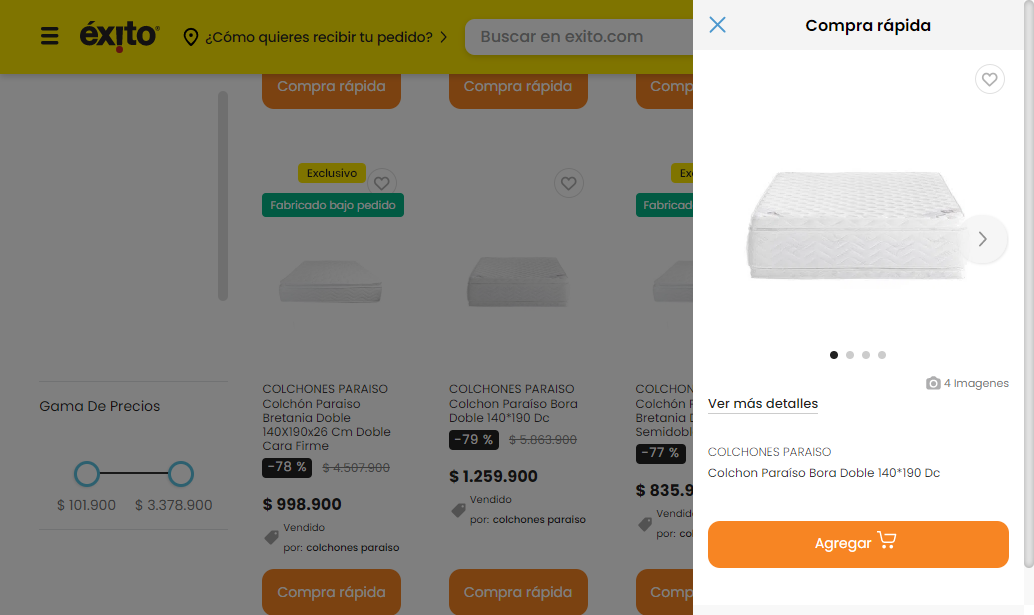 éxito
¿Cómo quieres recibir tu pedido?
Buscar en exito.com
Compra rápida
Compra rápida
Comp
Gama De Precios
$ 101.900
$ 3.378.900
Exclusivo
Fabricado bajo pedido
COLCHONES PARAISO
Colchón Paraiso
Bretania Doble
140X190x26 Cm Doble
Cara Firme
-78 %
$ 4.507.900
$ 998.900
Vendido
por: colchones paraiso
Compra rápida
COLCHONES PARAISO
Colchon Paraíso Bora
Doble 140*190 Dc
-79 %
$ 5.863.900
$ 1.259.900
Vendido
por: colchones paraiso
Compra rápida
Ex
Fabricad
COLCHON
Colchón
Bretania D
Semidobl
-77 %
$ 835.9
Vendid
por: co
Comp
Compra rápida
4 Imagenes
Ver más detalles
COLCHONES PARAISO
Colchon Paraíso Bora Doble 140*190 Dc
Agregar